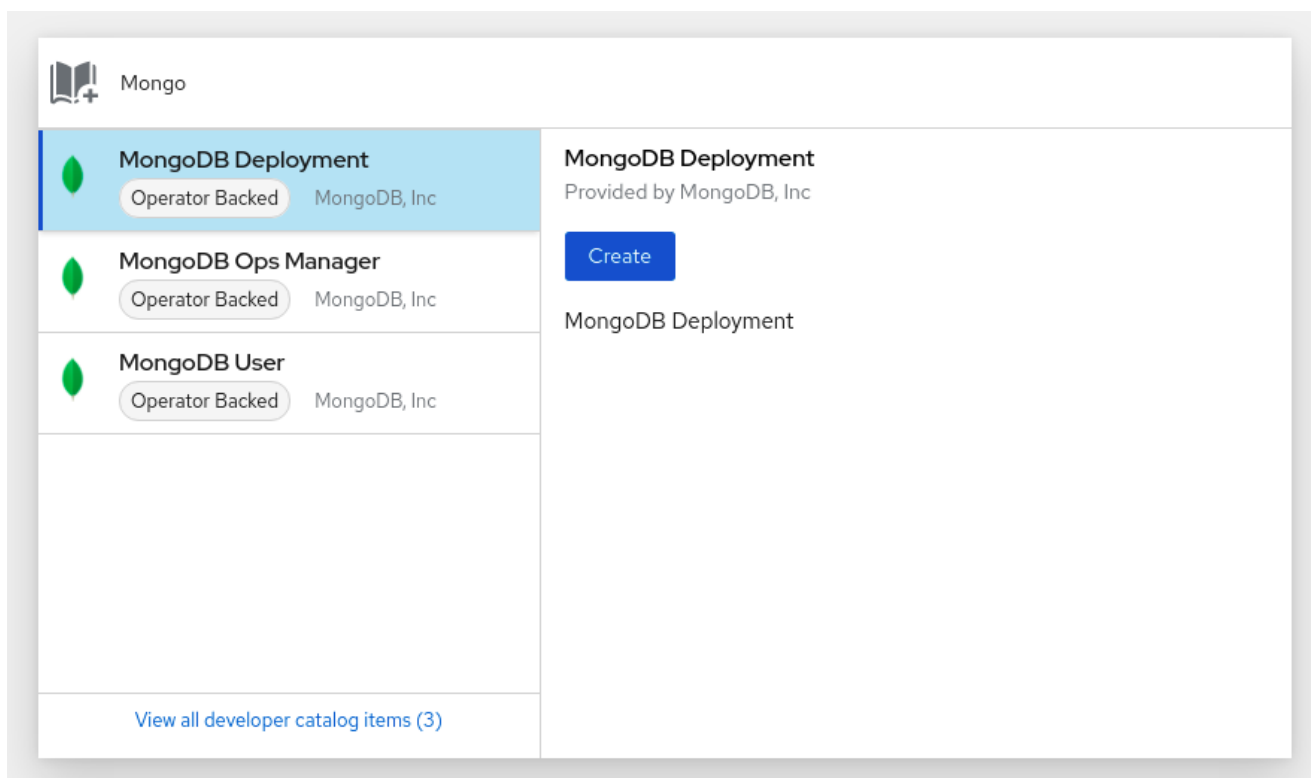 Mongo
MongoDB Deployment
Operator Backed MongoDB, Inc
MongoDB Ops Manager
Operator Backed MongoDB, Inc
MongoDB User
Operator Backed MongoDB, Inc
View all developer catalog items (3)
MongoDB Deployment
Provided by MongoDB, Inc
Create
MongoDB Deployment